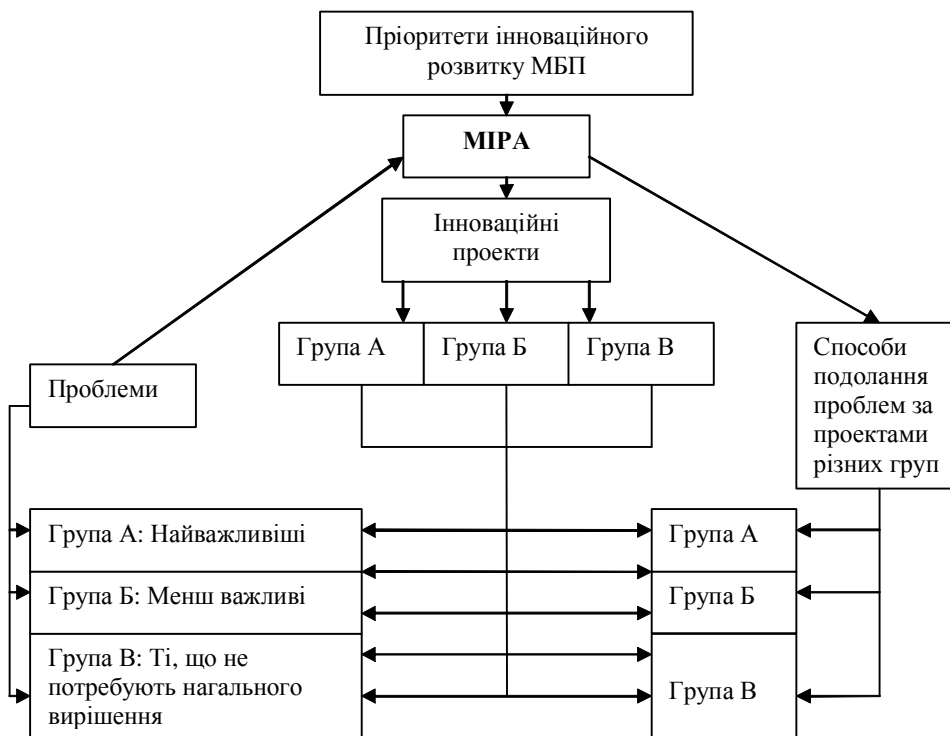 Пріоритети інноваційного
розвитку МБП
МІРА
Інноваційні
проекти
Група А
Група Б
Група В
Проблеми
Способи
подолання
проблем за
проектами
різних груп
Група А: Найважливіші
Група А
Група Б: Менш важливі
Група Б
Група В: Ті, що не
потребують нагального
вирішення
Група В